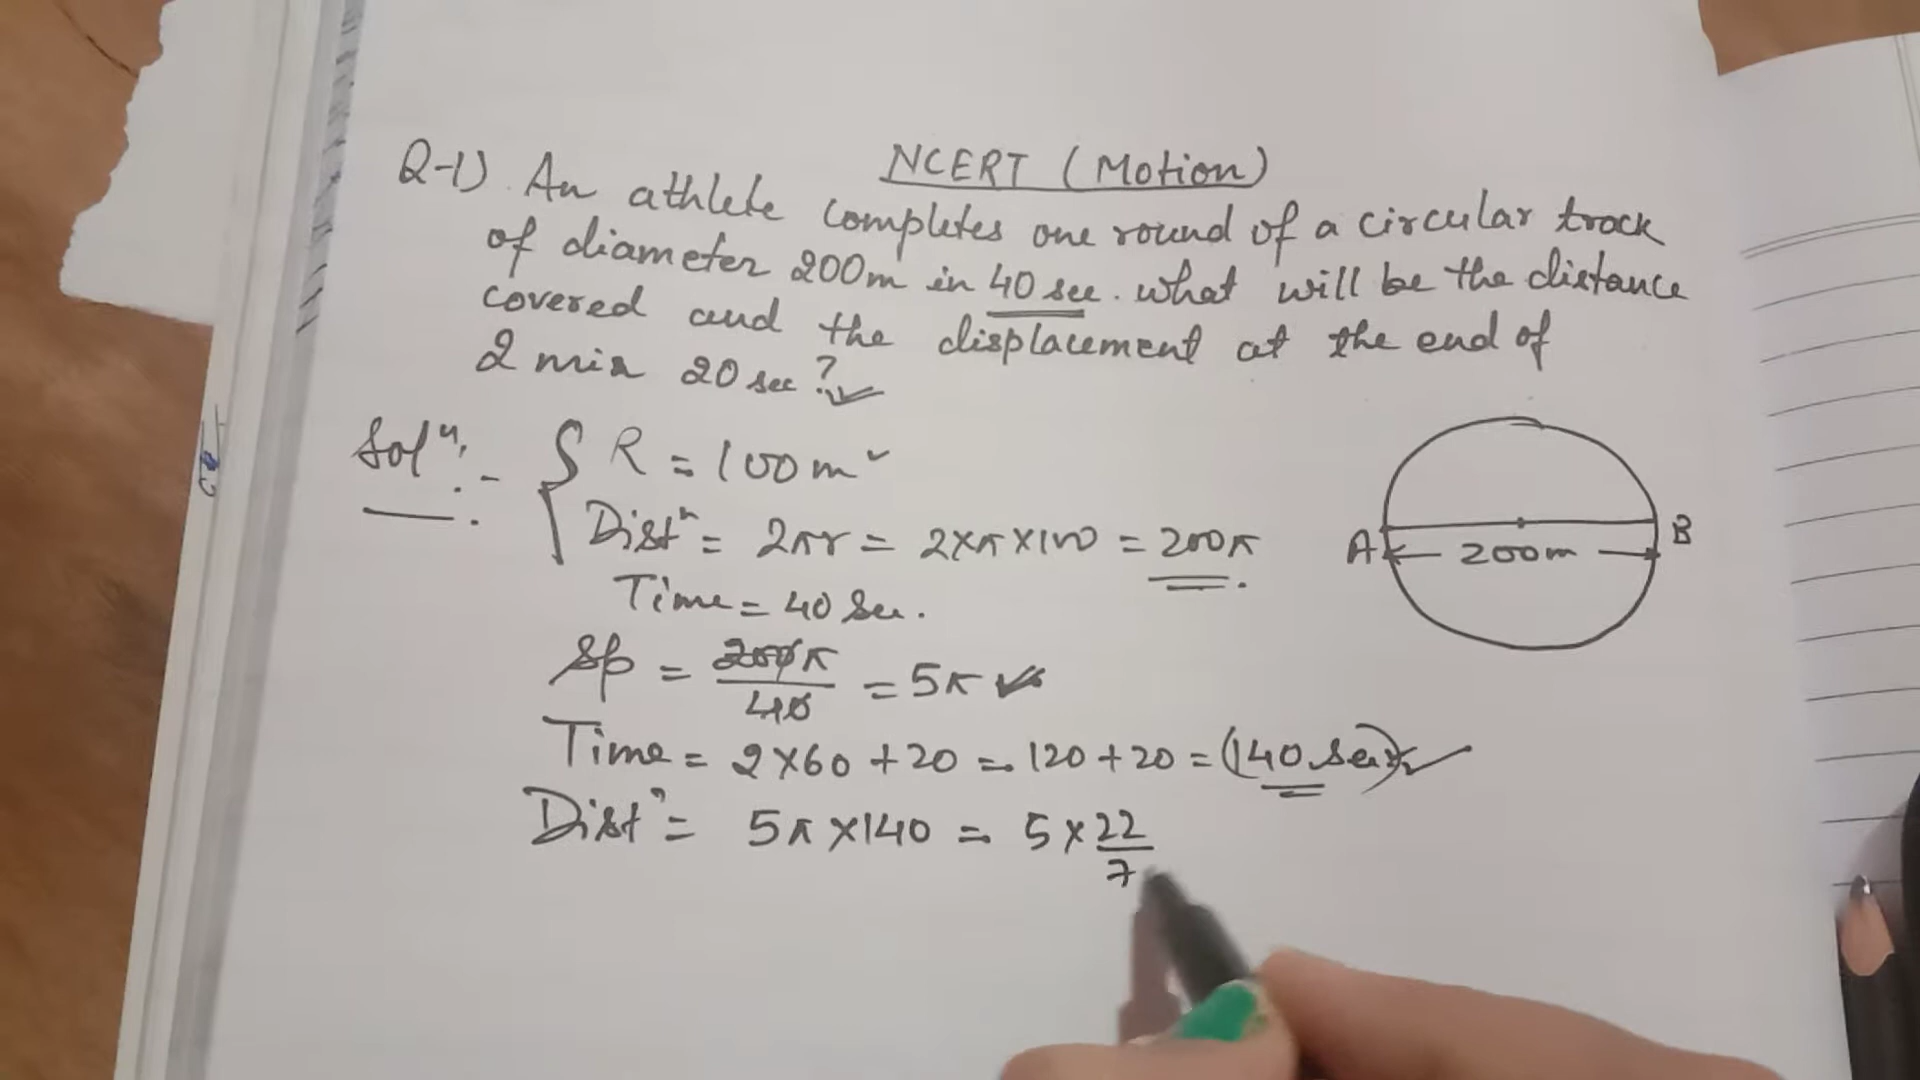 NCERT (Motion)
Q-1) An athlete completes one round of a circular track
of diameter 200m in 40 sec. what will be the distance
covered and the displacement at the end of
2 min 20 sec?
Solⁿ:-
R = 100m
Distⁿ = 2πr = 2×π×100 = 200π
Time = 40 Sec.
A 200m B
Sp = 200π/40 = 5π
Time = 2×60 + 20 = 120 + 20 = (140 sec)
Distⁿ = 5π×140 = 5×22/7